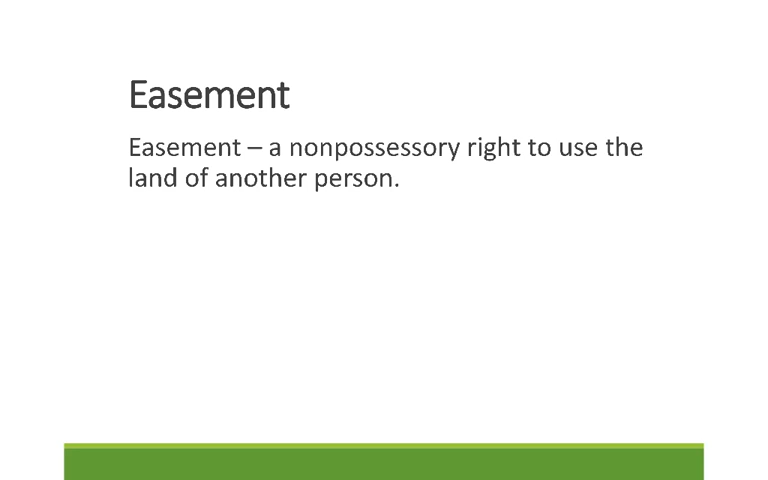 Easement
Easement – a nonpossessory right to use the
land of another person.